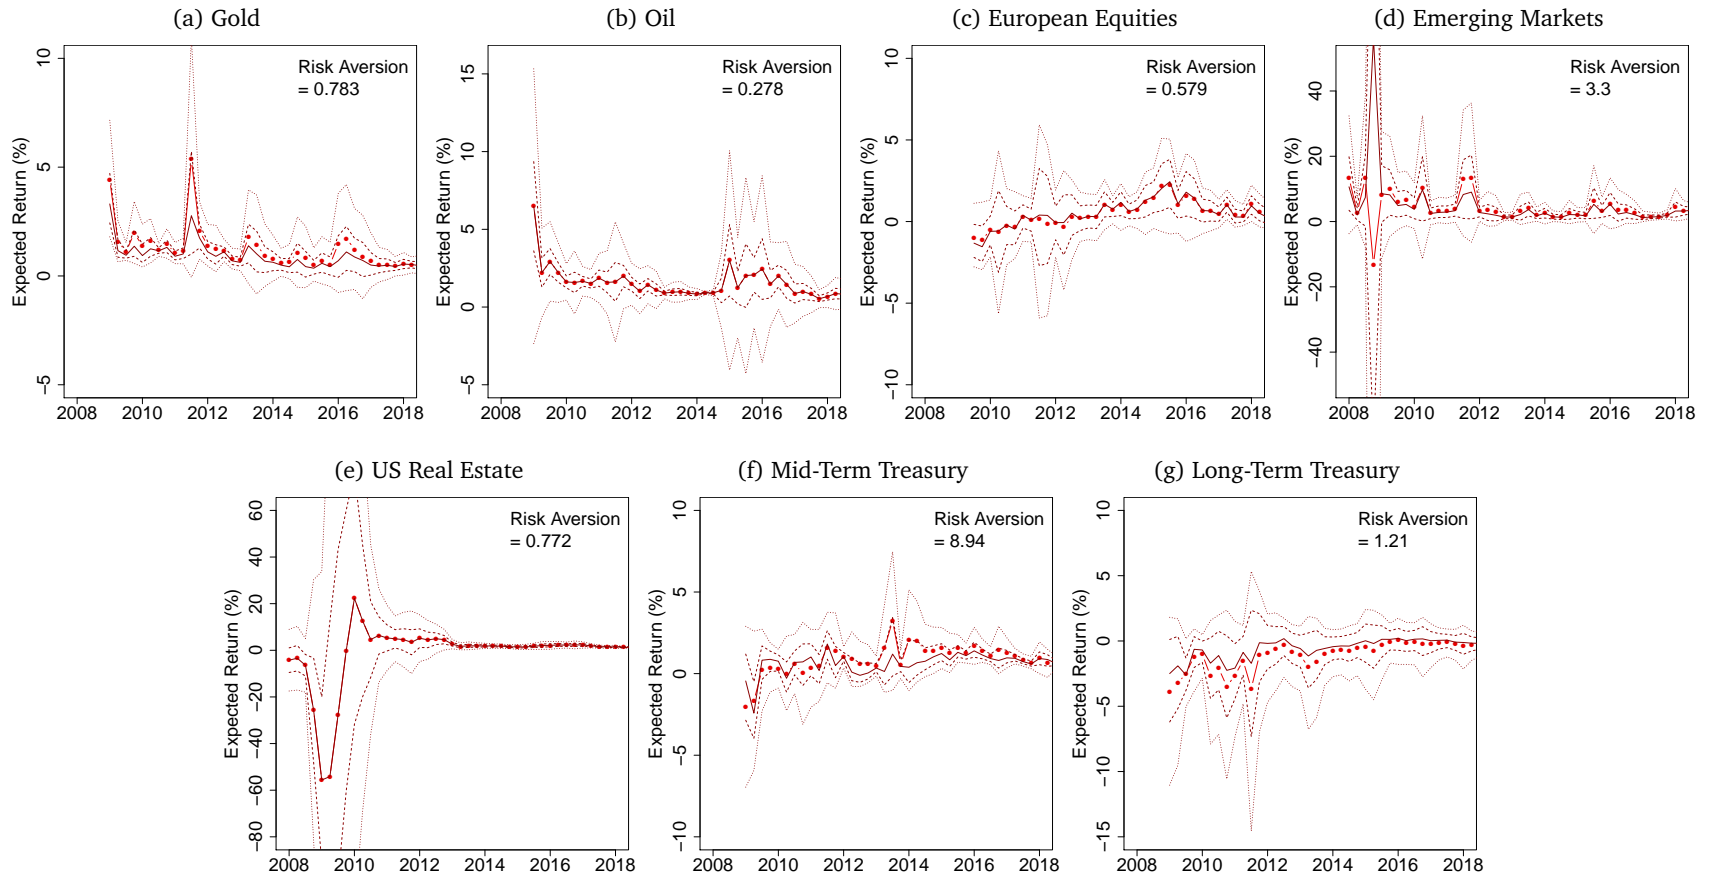 (a) Gold
Expected Return (%)
10
5
0
−5
Risk Aversion
= 0.783
2008 2010 2012 2014 2016 2018
(b) Oil
Expected Return (%)
15
10
5
0
−5
Risk Aversion
= 0.278
2008 2010 2012 2014 2016 2018
(c) European Equities
Expected Return (%)
10
5
0
−5
−10
Risk Aversion
= 0.579
2008 2010 2012 2014 2016 2018
(d) Emerging Markets
Expected Return (%)
40
20
0
−20
−40
Risk Aversion
= 3.3
2008 2010 2012 2014 2016 2018
(e) US Real Estate
Expected Return (%)
60
40
20
0
−20
−40
−60
−80
Risk Aversion
= 0.772
2008 2010 2012 2014 2016 2018
(f) Mid-Term Treasury
Expected Return (%)
10
5
0
−5
−10
Risk Aversion
= 8.94
2008 2010 2012 2014 2016 2018
(g) Long-Term Treasury
Expected Return (%)
10
5
0
−5
−10
−15
Risk Aversion
= 1.21
2008 2010 2012 2014 2016 2018